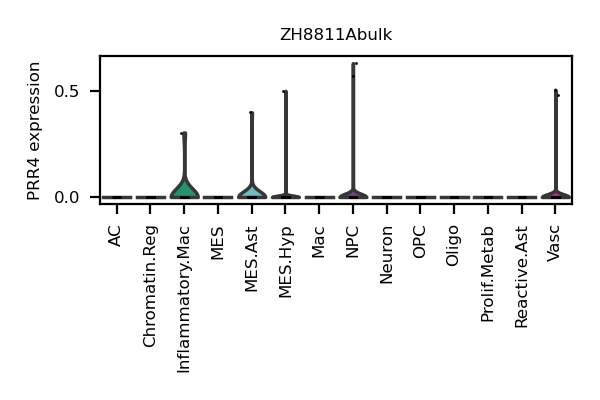 ZH8811Abulk
PRR4 expression
0.5
0.0
AC
Chromatin.Reg
Inflammatory.Mac
MES
MES.Ast
MES.Hyp
Mac
NPC
Neuron
OPC
Oligo
Prolif.Metab
Reactive.Ast
Vasc